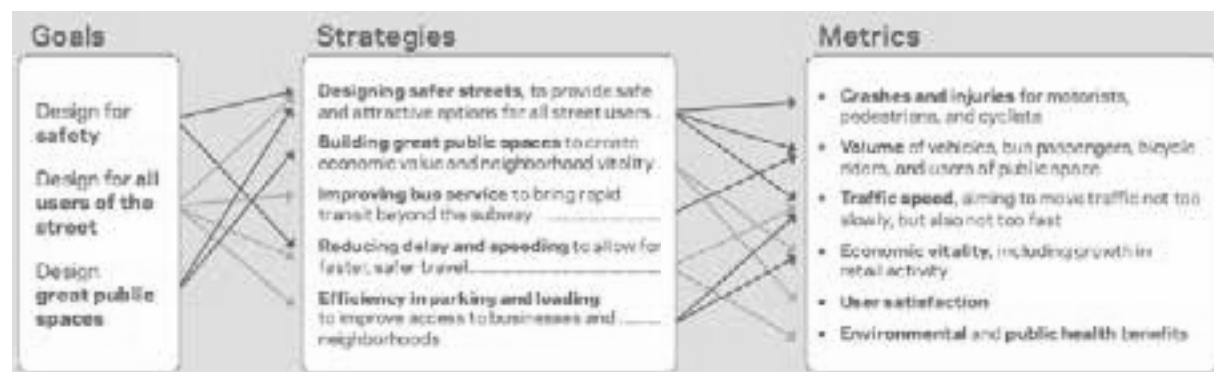 Goals
Design for
safety
Design for all
users of the
street
Design
great public
spaces
Strategies
Designing safer streets, to provide safe
and attractive options for all street users
Building great public spaces to create
economic value and neighborhood vitality
Improving bus service to bring rapid
transit beyond the subway
Reducing delay and speeding to allow for
faster, safer travel
Efficiency in parking and loading
to improve access to businesses and
neighborhoods
Metrics
• Crashes and injuries for motorists,
pedestrians, and cyclists
• Volume of vehicles, bus passengers, bicycle
riders, and users of public space
• Traffic speed, aiming to move traffic not too
slowly, but also not too fast
• Economic vitality, including growth in
retail activity
• User satisfaction
• Environmental and public health benefits